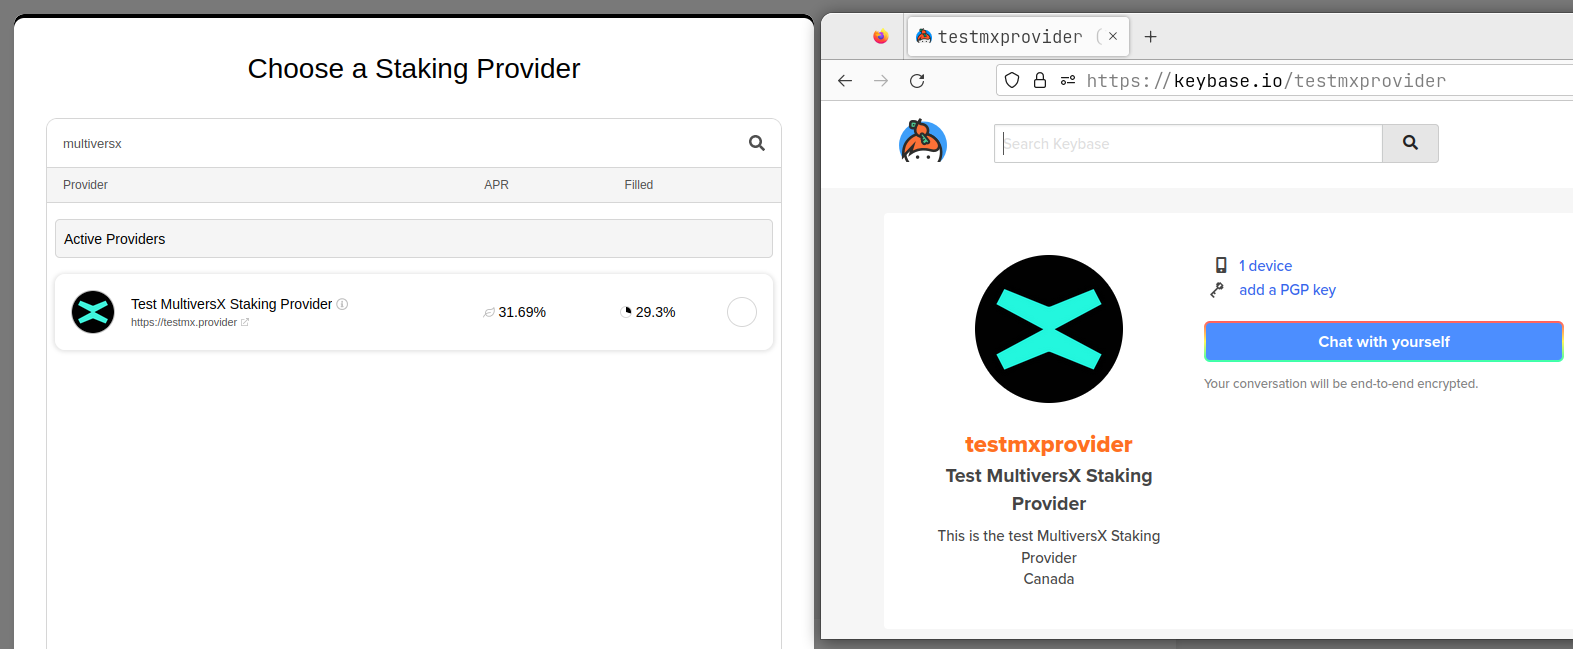 Choose a Staking Provider
multiversx
Provider APR Filled
Active Providers
Test MultiversX Staking Provider
https://testmx.provider
31.69%
29.3%
testmxprovider (
https://keybase.io/testmxprovider
Search Keybase
1 device
add a PGP key
Chat with yourself
Your conversation will be end-to-end encrypted.
testmxprovider
Test MultiversX Staking
Provider
This is the test MultiversX Staking
Provider
Canada